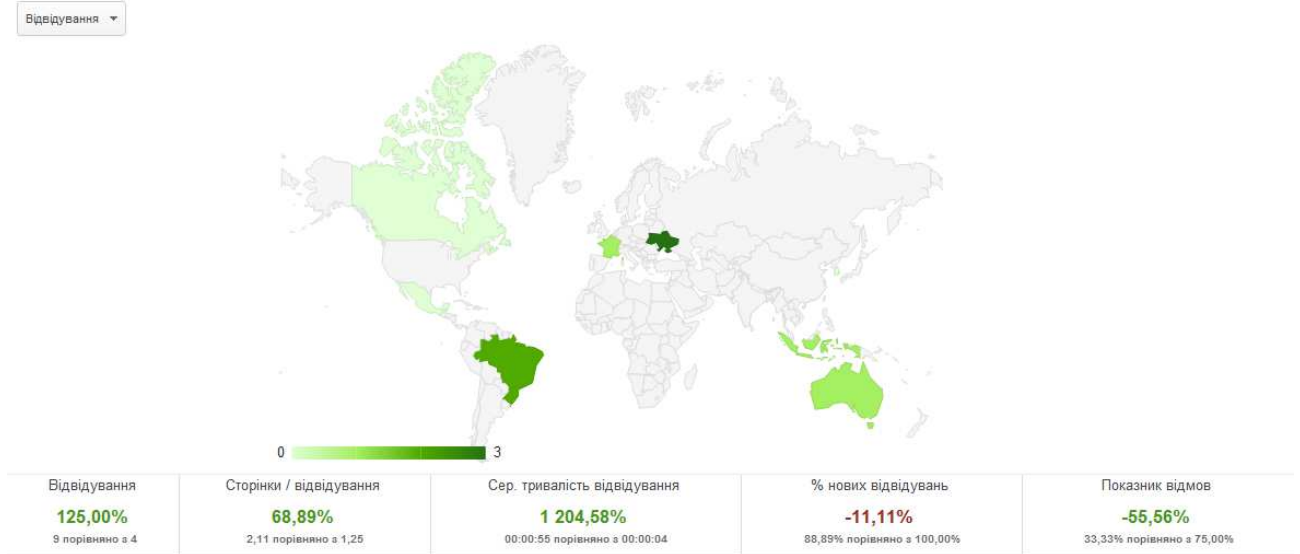 Відвідування
0 3
Відвідування Сторінки / відвідування Сер. тривалість відвідування % нових відвідувань Показник відмов
125,00% 68,89% 1 204,58% -11,11% -55,56%
9 порівняно з 4 2,11 порівняно з 1,25 00:00:55 порівняно з 00:00:04 88,89% порівняно з 100,00% 33,33% порівняно з 75,00%